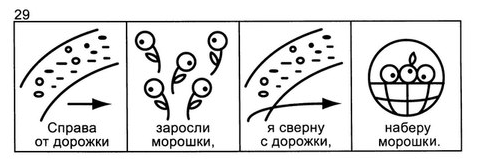 29
Справа
от дорожки
заросли
морошки,
я сверну
с дорожки,
наберу
морошки.